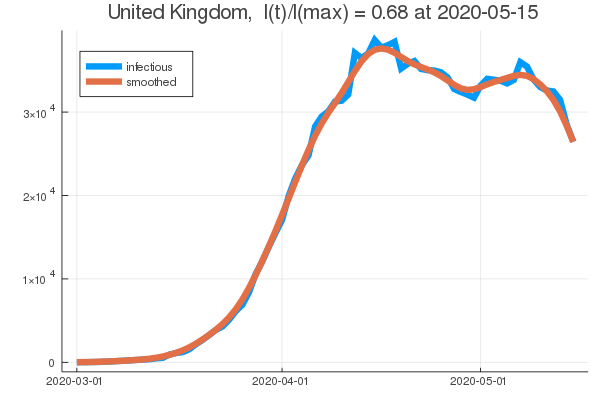 United Kingdom, I(t)/I(max) = 0.68 at 2020-05-15
infectious
smoothed
3×10⁴
2×10⁴
1×10⁴
0
2020-03-01 2020-04-01 2020-05-01